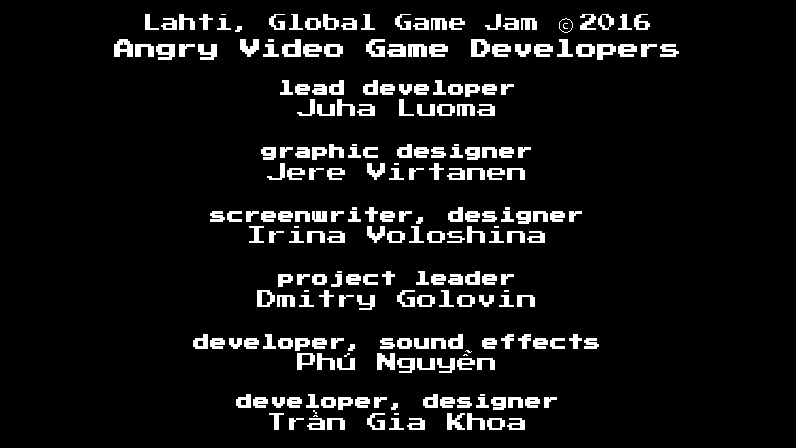 Lahti, Global Game Jam ©2016
Angry Video Game Developers
lead developer
Juha Luoma
graphic designer
Jere Virtanen
screenwriter, designer
Irina Voloshina
project leader
Dmitry Golovin
developer, sound effects
Phú Nguyễn
developer, designer
Trần Gia Khoa